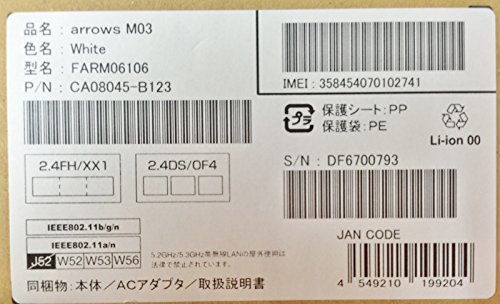 品名： arrows M03
色名： White
型名： FARM06106
P/N： CA08045-B123
IMEI : 358454070102741
プラ
保護シート：PP
保護袋：PE
Li-ion 00
S/N : DF6700793
2.4FH/XX1
2.4DS/OF4
IEEE802.11b/g/n
IEEE802.11a/n
J52 W52 W53 W56
5.2GHz/5.3GHz帯無線LANの屋外使用は
法律で禁止されています。
JAN CODE
4 549210 199204
同梱物：本体／ACアダプタ／取扱説明書